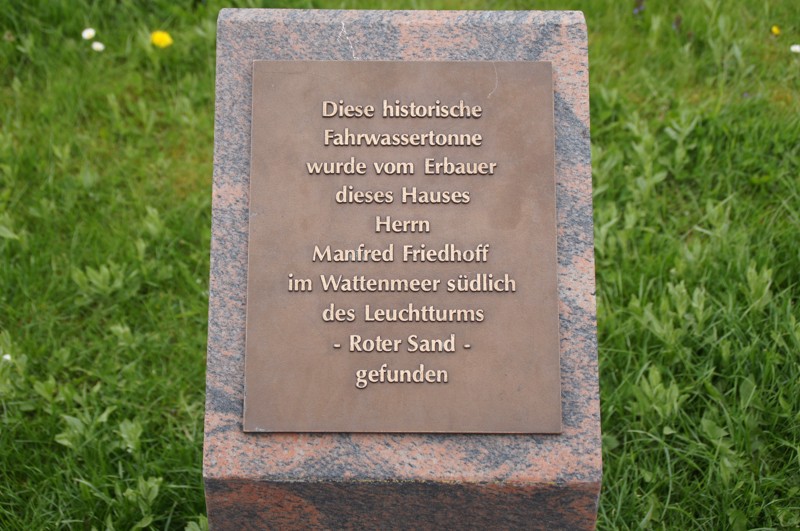 Diese historische
Fahrwassertonne
wurde vom Erbauer
dieses Hauses
Herrn
Manfred Friedhoff
im Wattenmeer südlich
des Leuchtturms
- Roter Sand -
gefunden